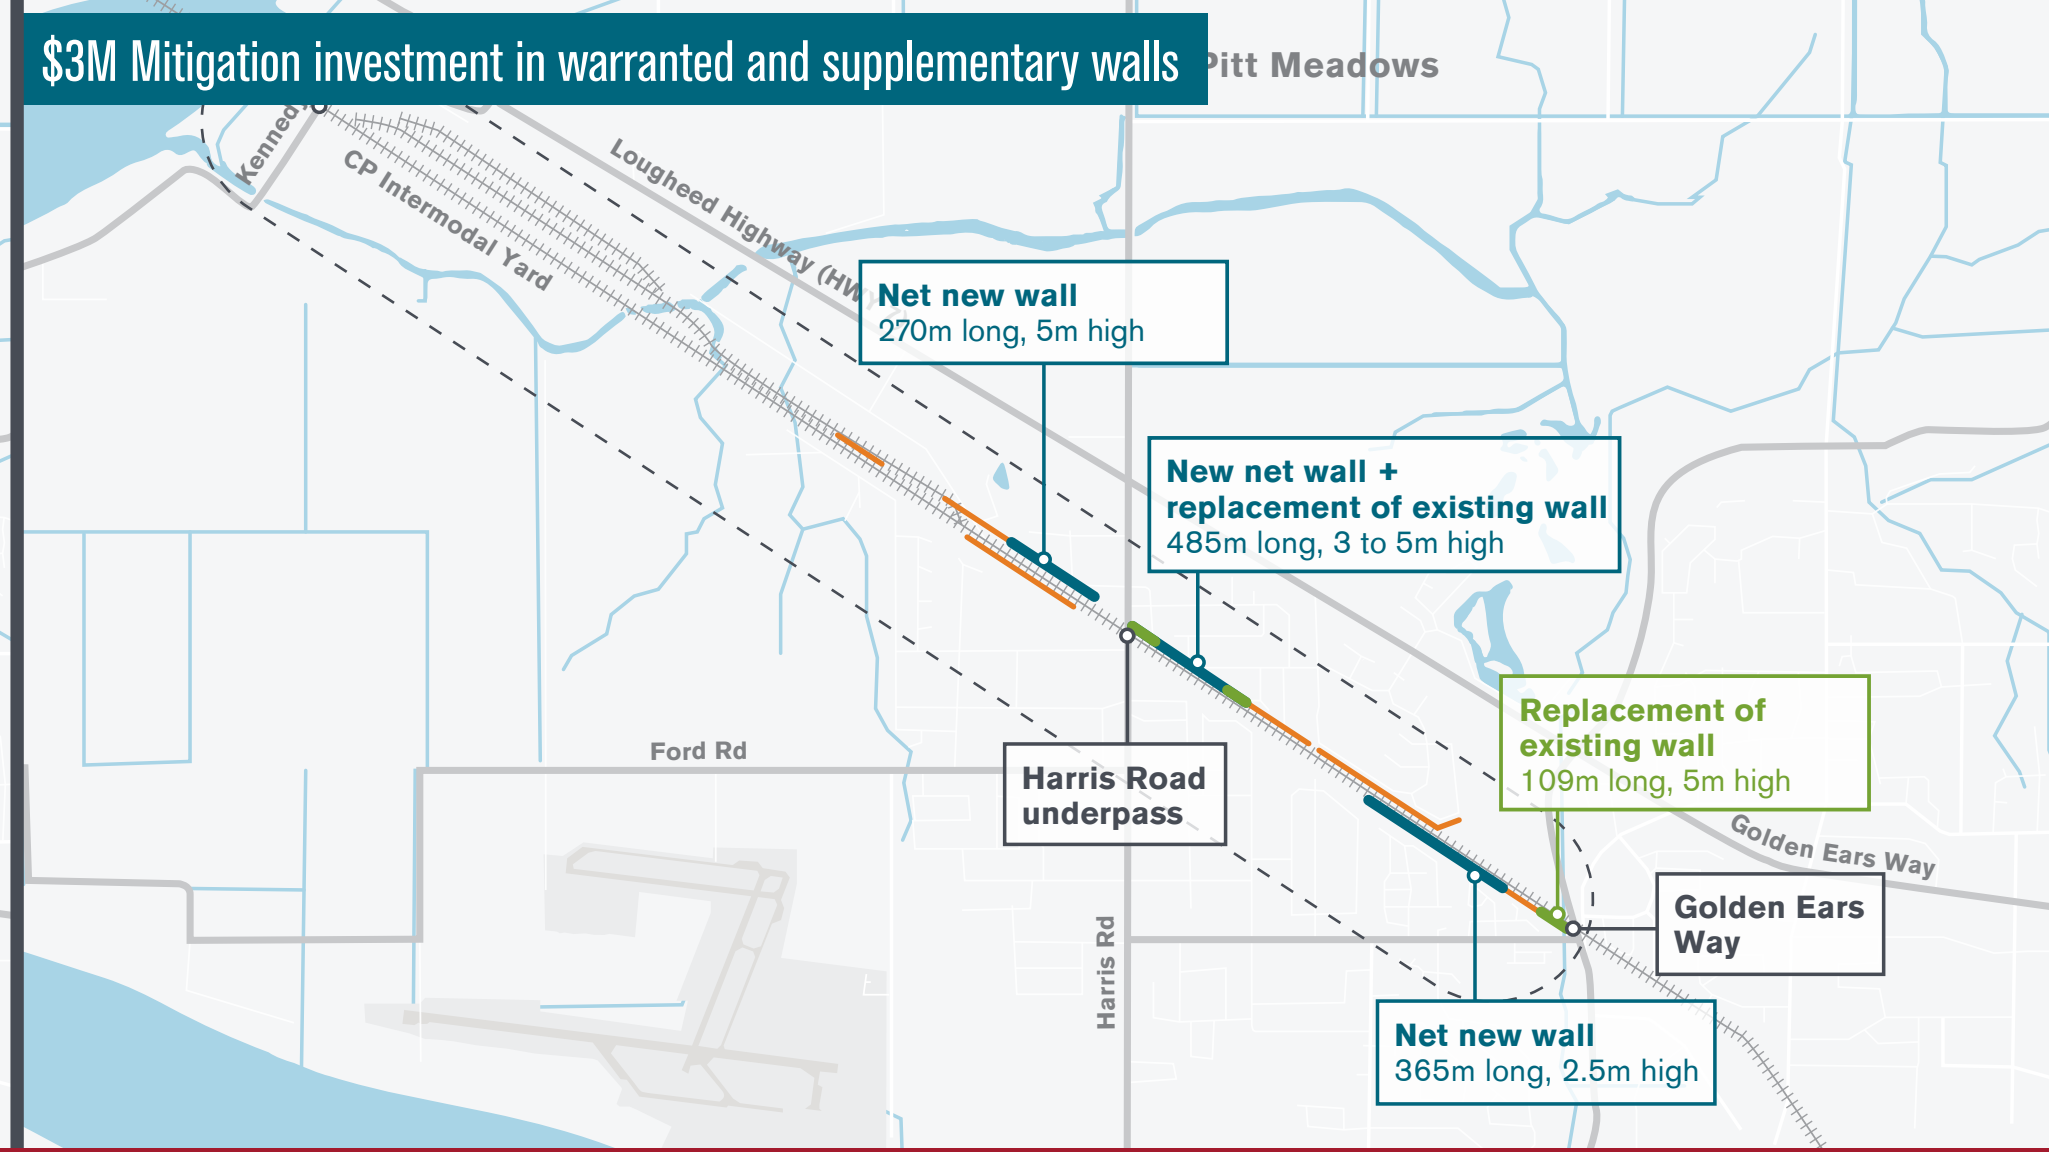 $3M Mitigation investment in warranted and supplementary walls
Pitt Meadows
CP Intermodal Yard
Lougheed Highway (HWY 7)
Net new wall
270m long, 5m high
New net wall +
replacement of existing wall
485m long, 3 to 5m high
Replacement of
existing wall
109m long, 5m high
Ford Rd
Harris Road
underpass
Golden Ears Way
Golden Ears
Way
Harris Rd
Net new wall
365m long, 2.5m high